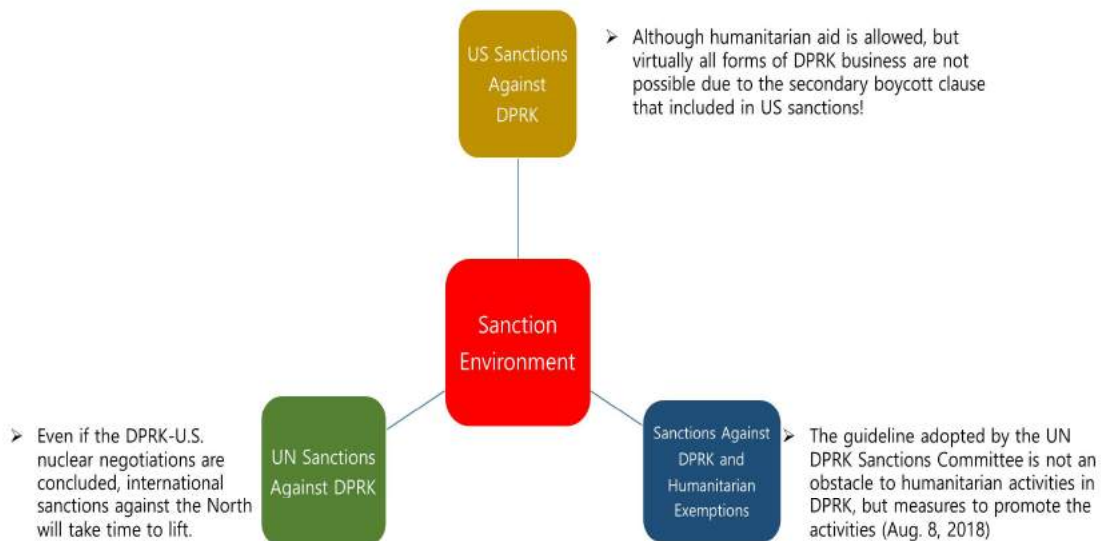 US Sanctions
Against
DPRK
➢ Although humanitarian aid is allowed, but
virtually all forms of DPRK business are not
possible due to the secondary boycott clause
that included in US sanctions!
Sanction
Environment
➢ Even if the DPRK-U.S.
nuclear negotiations are
concluded, international
sanctions against the North
will take time to lift.
UN Sanctions
Against DPRK
Sanctions Against
DPRK and
Humanitarian
Exemptions
➢ The guideline adopted by the UN
DPRK Sanctions Committee is not an
obstacle to humanitarian activities in
DPRK, but measures to promote the
activities (Aug. 8, 2018)